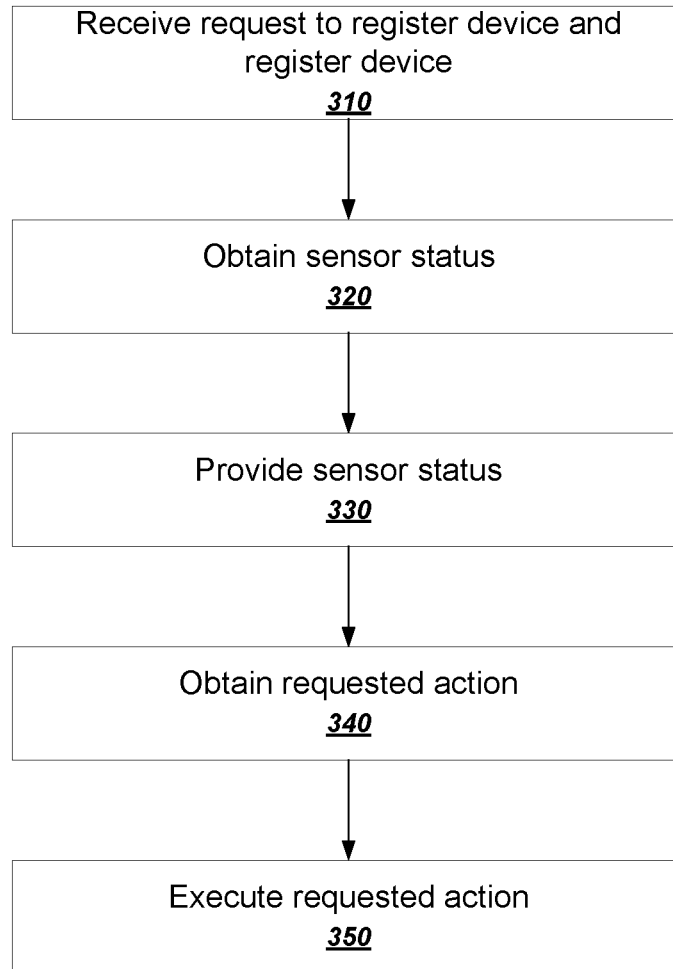 Receive request to register device and
register device
310
Obtain sensor status
320
Provide sensor status
330
Obtain requested action
340
Execute requested action
350